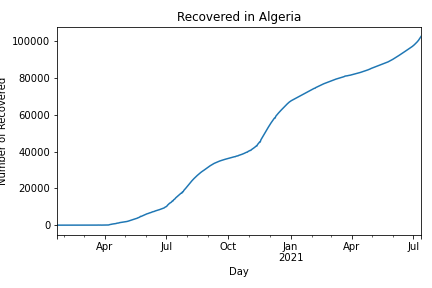 Recovered in Algeria
100000
80000
60000
40000
20000
0
Number of Recovered
Apr
Jul
Oct
Jan
2021
Apr
Jul
Day